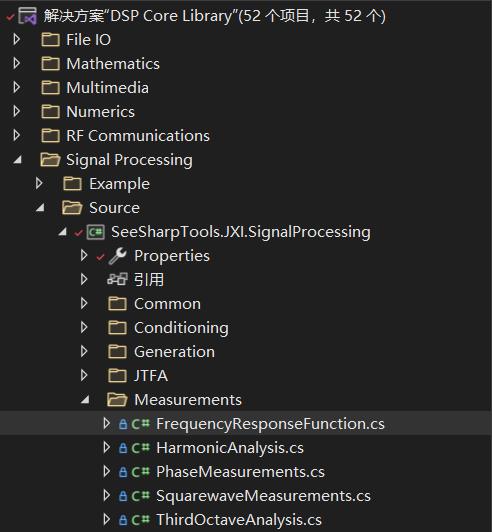 解决方案"DSP Core Library"(52 个项目，共 52 个)
File IO
Mathematics
Multimedia
Numerics
RF Communications
Signal Processing
Example
Source
C# SeeSharpTools.JXI.SignalProcessing
Properties
引用
Common
Conditioning
Generation
JTFA
Measurements
C# FrequencyResponseFunction.cs
C# HarmonicAnalysis.cs
C# PhaseMeasurements.cs
C# SquarewaveMeasurements.cs
C# ThirdOctaveAnalysis.cs